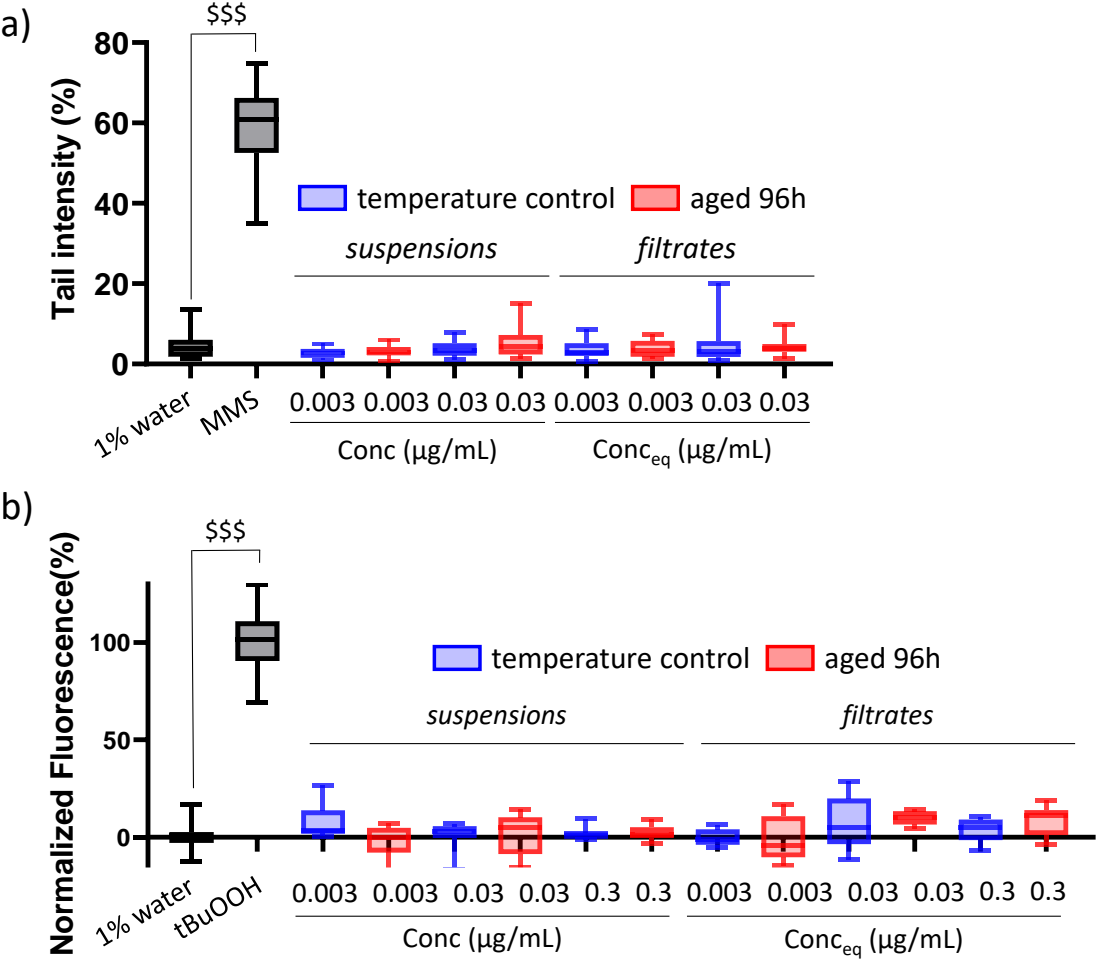 a)
$$$
Tail intensity (%)
80
60
40
20
0
temperature control aged 96h
suspensions filtrates
1% water MMS 0.003 0.003 0.03 0.03 0.003 0.003 0.03 0.03
Conc (µg/mL) Conceq (µg/mL)
b)
$$$
Normalized Fluorescence(%)
100
50
0
temperature control aged 96h
suspensions filtrates
1% water tBuOOH 0.003 0.003 0.03 0.03 0.3 0.3 0.003 0.003 0.03 0.03 0.3 0.3
Conc (µg/mL) Conceq (µg/mL)